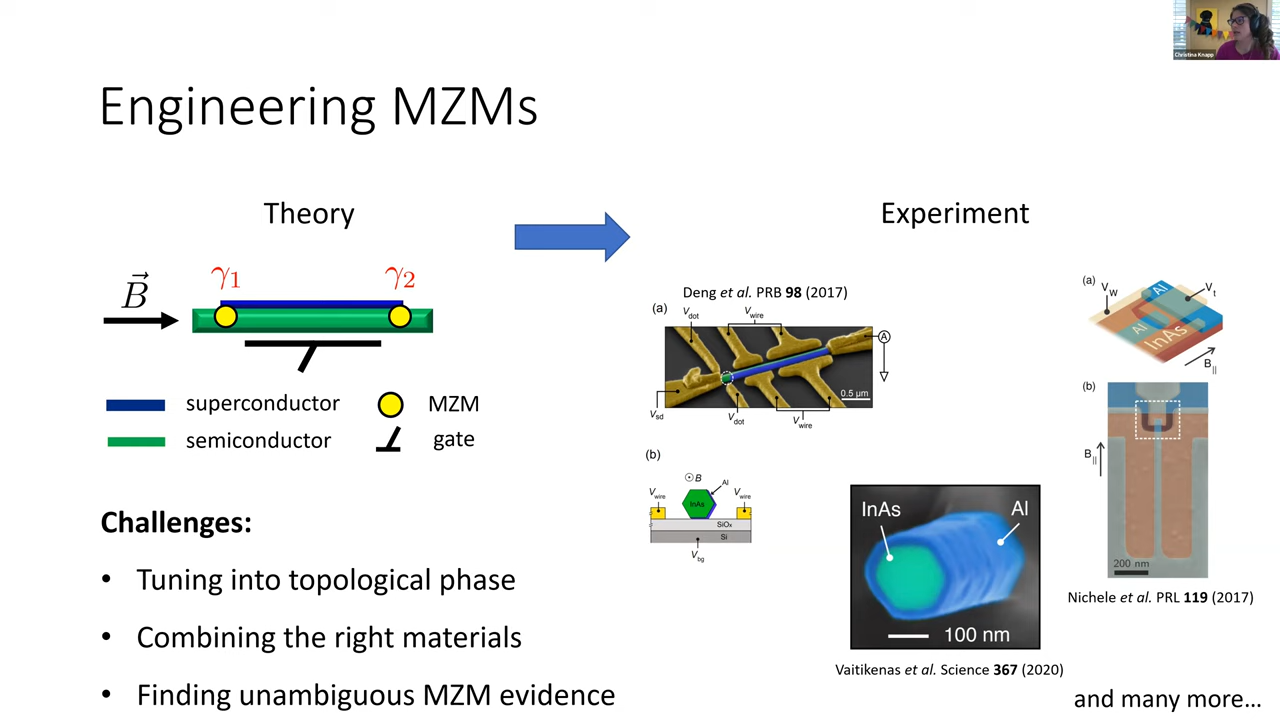 Christina Knapp
Engineering MZMs
Theory
Experiment
B
γ1
γ2
superconductor
MZM
semiconductor
gate
Challenges:
• Tuning into topological phase
• Combining the right materials
• Finding unambiguous MZM evidence
Deng et al. PRB 98 (2017)
(a)
Vdot
Vwire
A
0.5 μm
Vsd
Vdot
Vwire
(b)
⊙B
Al
Vwire
Vwire
InAs
SiOx
Si
Vbg
InAs
Al
100 nm
Vaitikenas et al. Science 367 (2020)
(a)
Vw
Al
Vt
Al
InAs
B||
(b)
B||
200 nm
Nichele et al. PRL 119 (2017)
and many more…